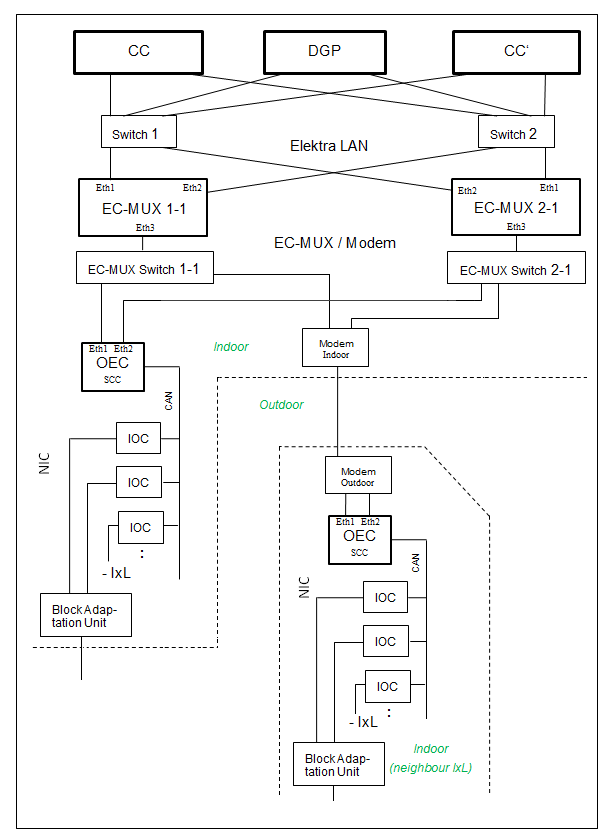 CC
DGP
CC‘
Switch 1
Switch 2
Elektra LAN
Eth1
Eth2
EC-MUX 1-1
Eth3
Eth2
Eth1
EC-MUX 2-1
Eth3
EC-MUX / Modem
EC-MUX Switch 1-1
EC-MUX Switch 2-1
Modem
Indoor
Eth1 Eth2
OEC
SCC
Indoor
CAN
Outdoor
NIC
IOC
IOC
IOC
:
- IxL
Block Adap-
tation Unit
Modem
Outdoor
Eth1 Eth2
OEC
SCC
CAN
NIC
IOC
IOC
IOC
:
- IxL
Block Adap-
tation Unit
Indoor
(neighbour IxL)